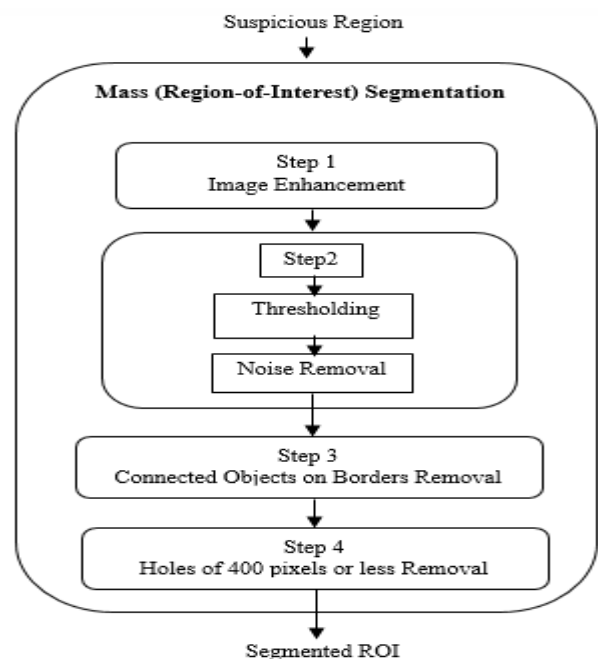 Suspicious Region
Mass (Region-of-Interest) Segmentation
Step 1
Image Enhancement
Step2
Thresholding
Noise Removal
Step 3
Connected Objects on Borders Removal
Step 4
Holes of 400 pixels or less Removal
Segmented ROI